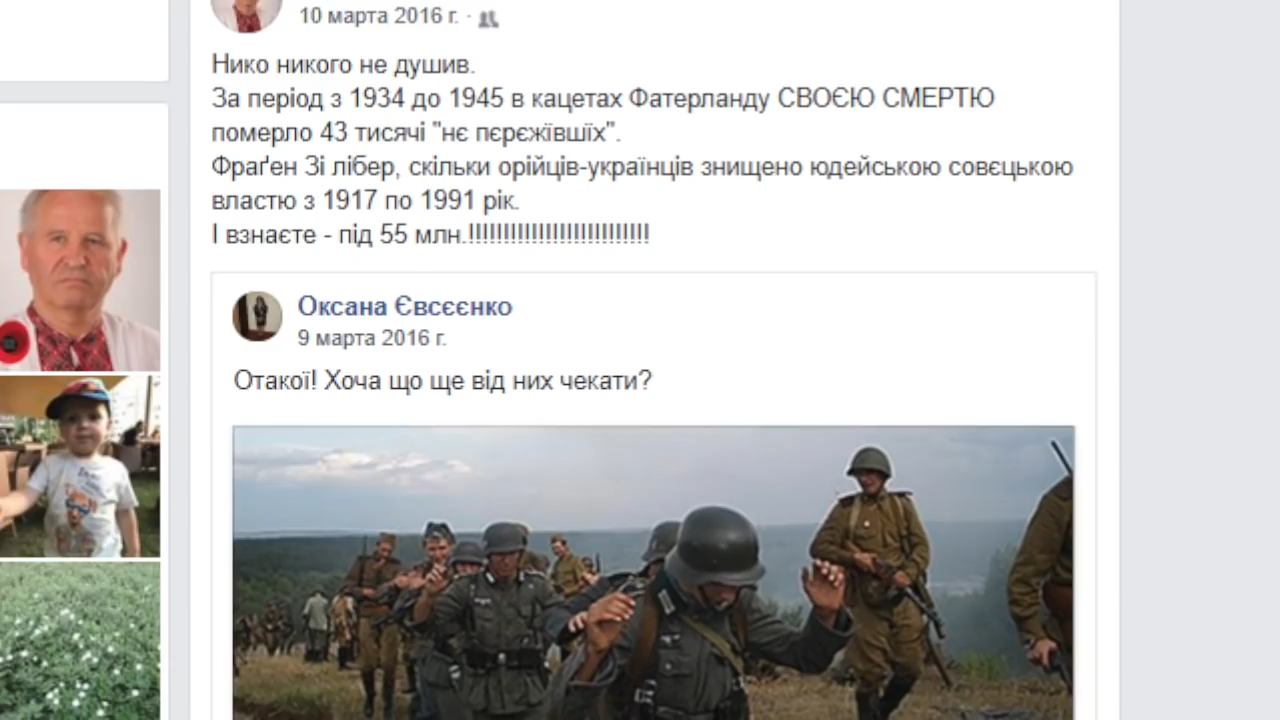 10 марта 2016 г. ·
Нико никого не душив.
За період з 1934 до 1945 в кацетах Фатерланду СВОЄЮ СМЕРТЮ
померло 43 тисячі "нє пєрєжївшїх".
Фраґен Зі лібер, скільки орійців-українців знищено юдейською совєцькою
властю з 1917 по 1991 рік.
І взнаєте - під 55 млн.!!!!!!!!!!!!!!!!!!!!!!!!!!
Оксана Євсєєнко
9 марта 2016 г.
Отакої! Хоча що ще від них чекати?